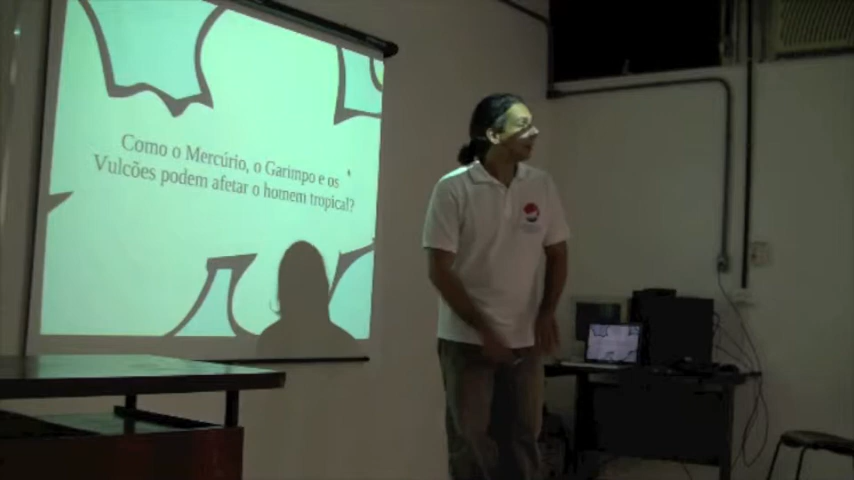 Como o Mercúrio, o Garimpo e os
Vulcões podem afetar o homem tropical?